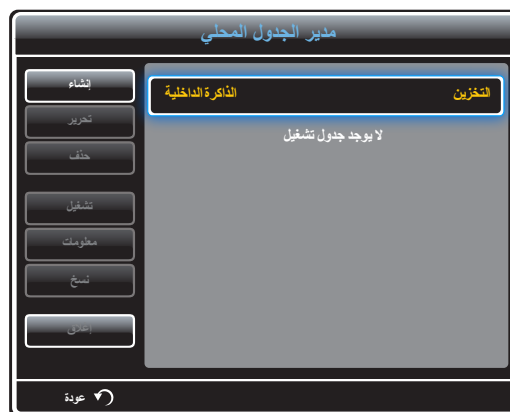 مدير الجدول المحلي
التخزين الذاكرة الداخلية
لا يوجد جدول تشغيل
إنشاء
تحرير
حذف
تشغيل
معلومات
نسخ
إغلاق
عودة